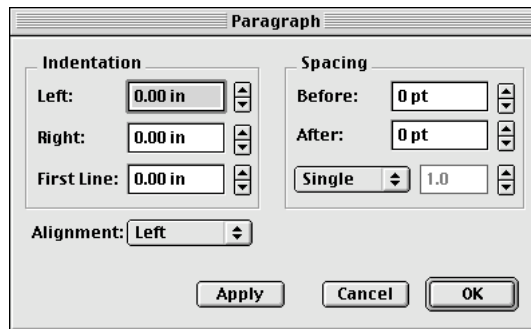 Paragraph
Indentation
Left: 0.00 in
Right: 0.00 in
First Line: 0.00 in
Spacing
Before: 0 pt
After: 0 pt
Single 1.0
Alignment: Left
Apply Cancel OK